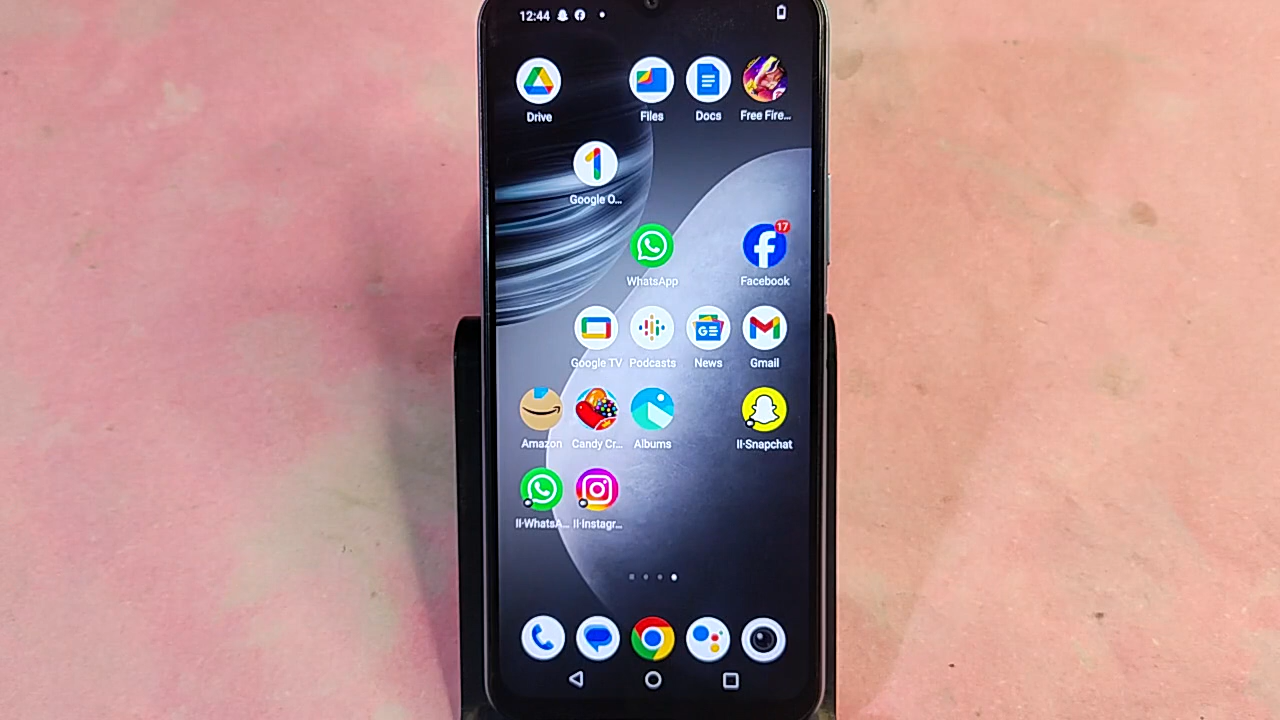 12:44
Drive Files Docs Free Fire...
Google O...
17
WhatsApp Facebook
GE
Google TV Podcasts News Gmail
Amazon Candy Cr... Albums II·Snapchat
II·WhatsA... II·Instagr...